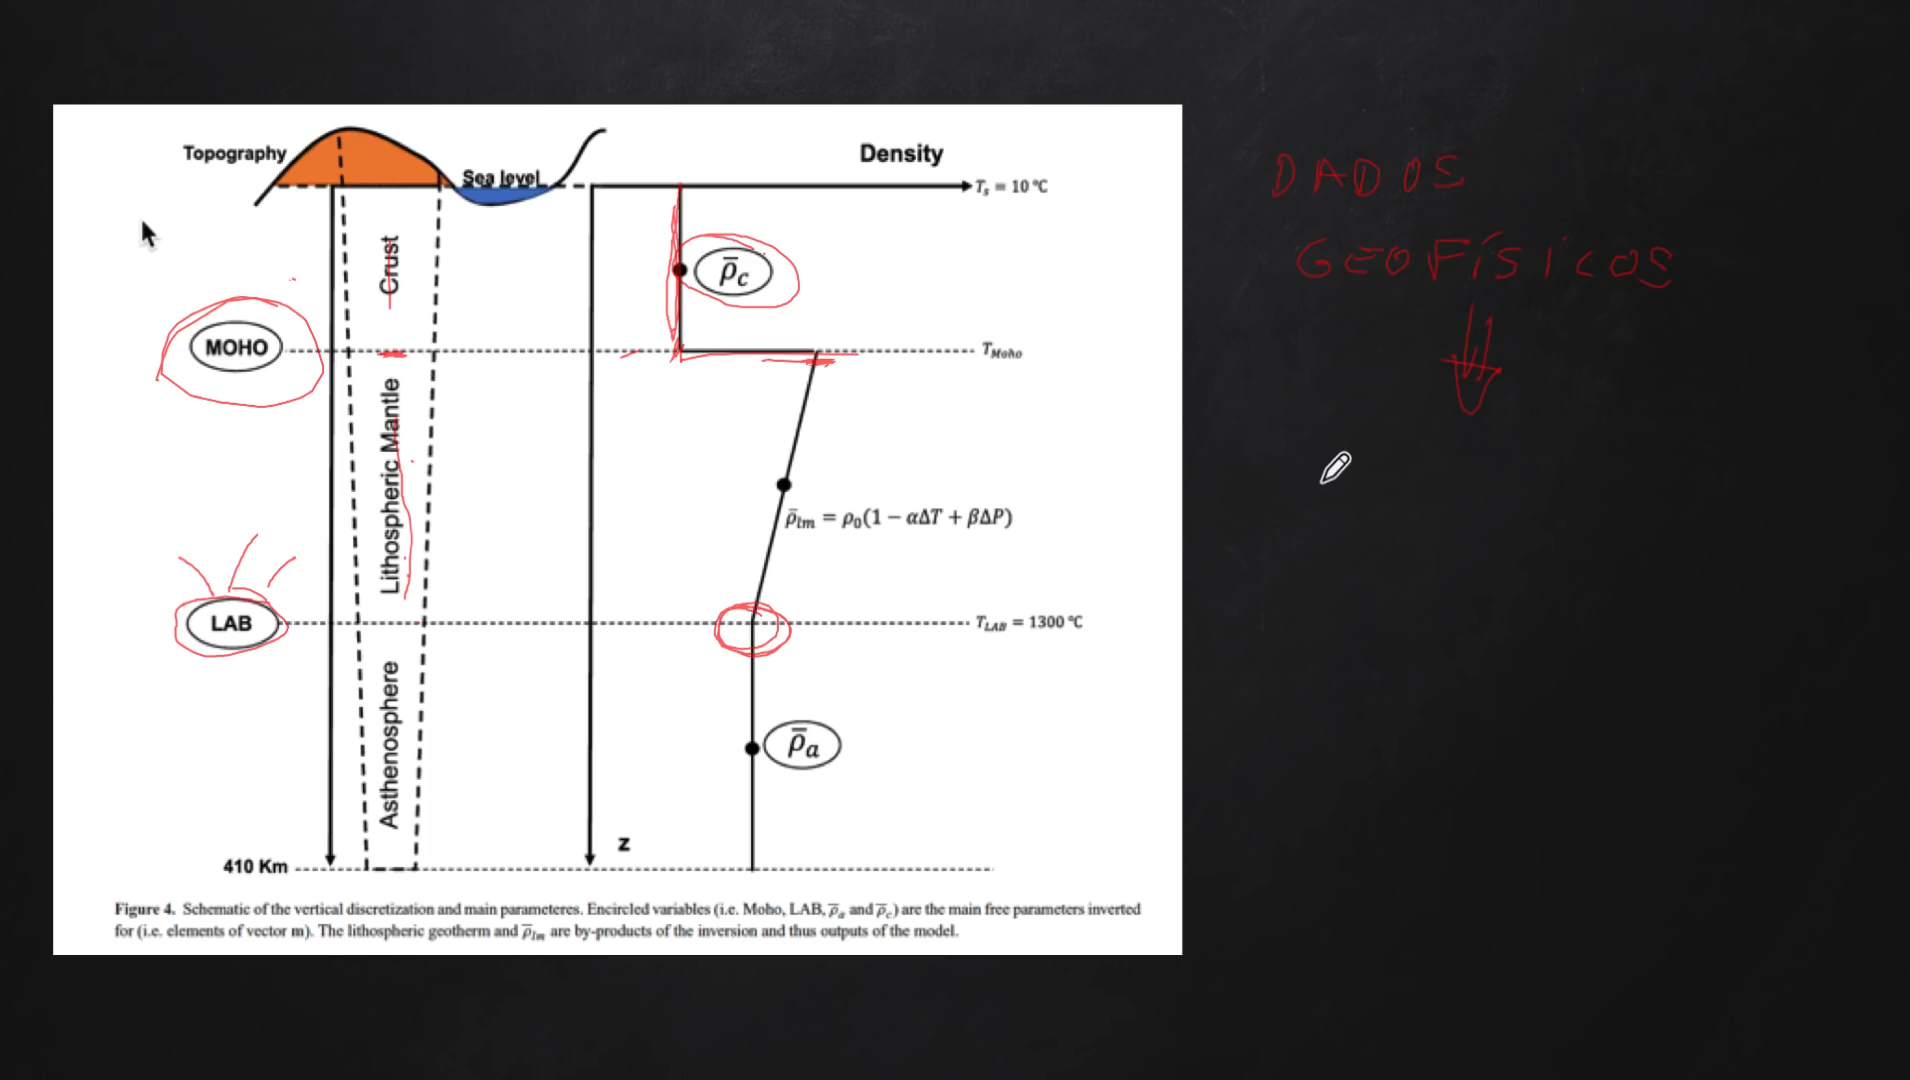 Topography
Sea level
Density
Tₛ = 10 °C
Crust
ρ̄c
MOHO
T_Moho
Lithospheric Mantle
ρ̄lm = ρ₀(1 − αΔT + βΔP)
LAB
T_LAB = 1300 °C
Asthenosphere
ρ̄a
z
410 Km
Figure 4. Schematic of the vertical discretization and main parameteres. Encircled variables (i.e. Moho, LAB, ρ̄a and ρ̄c) are the main free parameters inverted
for (i.e. elements of vector m). The lithospheric geotherm and ρ̄lm are by-products of the inversion and thus outputs of the model.
DADOS
GEOFÍSICOS